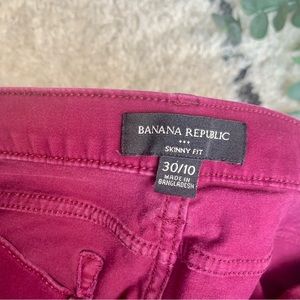 BANANA REPUBLIC
SKINNY FIT
30/10
MADE IN
BANGLADESH